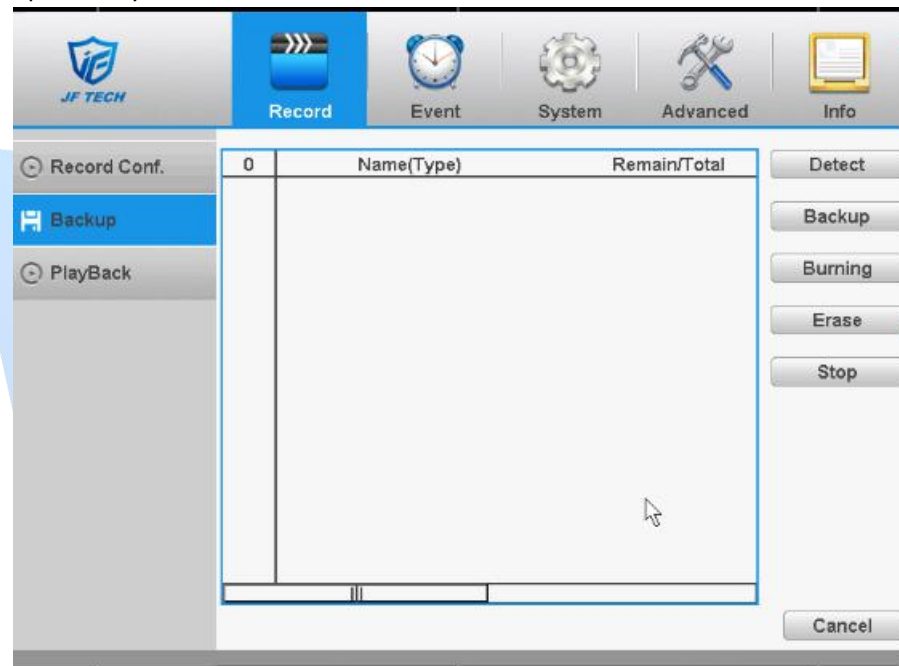 JF TECH
Record Event System Advanced Info
Record Conf.
Backup
PlayBack
0 Name(Type) Remain/Total
Detect
Backup
Burning
Erase
Stop
Cancel